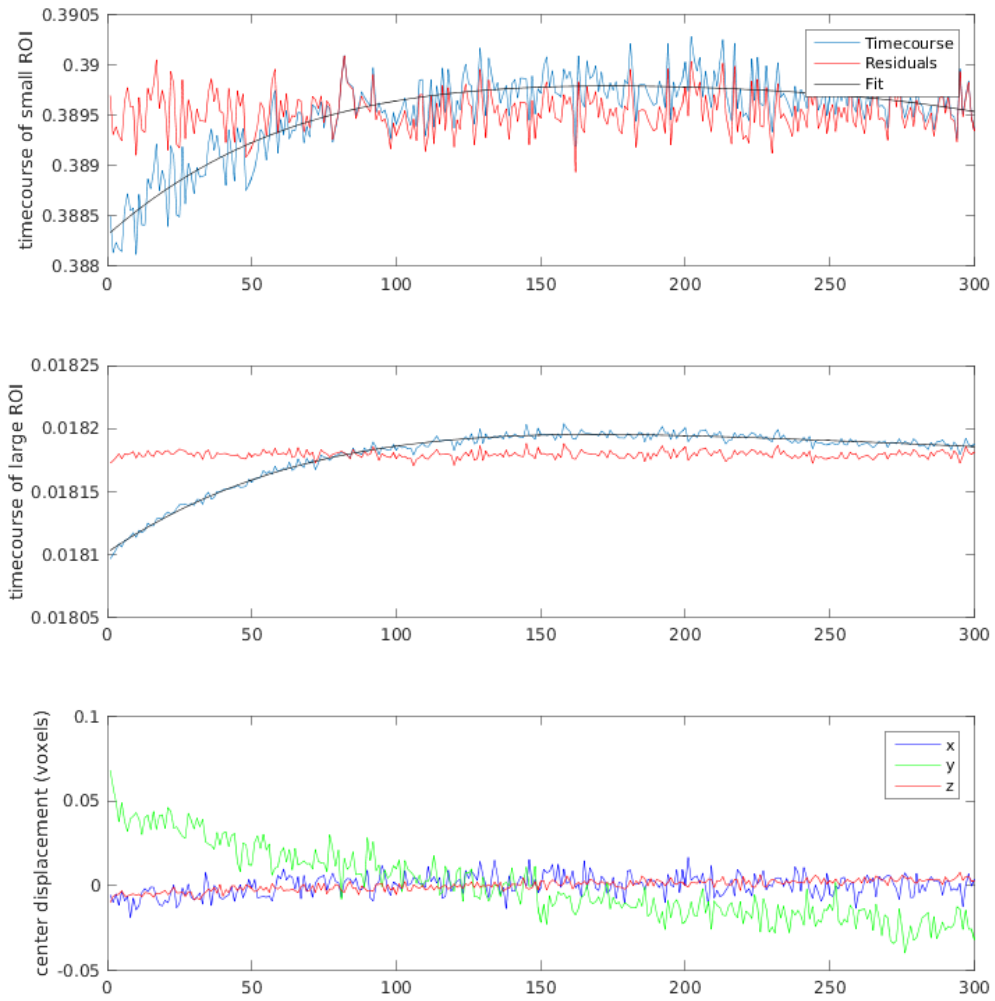 timecourse of small ROI
0.3905
0.39
0.3895
0.389
0.3885
0.388
0 50 100 150 200 250 300
Timecourse
Residuals
Fit
timecourse of large ROI
0.01825
0.0182
0.01815
0.0181
0.01805
0 50 100 150 200 250 300
center displacement (voxels)
0.1
0.05
0
-0.05
0 50 100 150 200 250 300
x
y
z